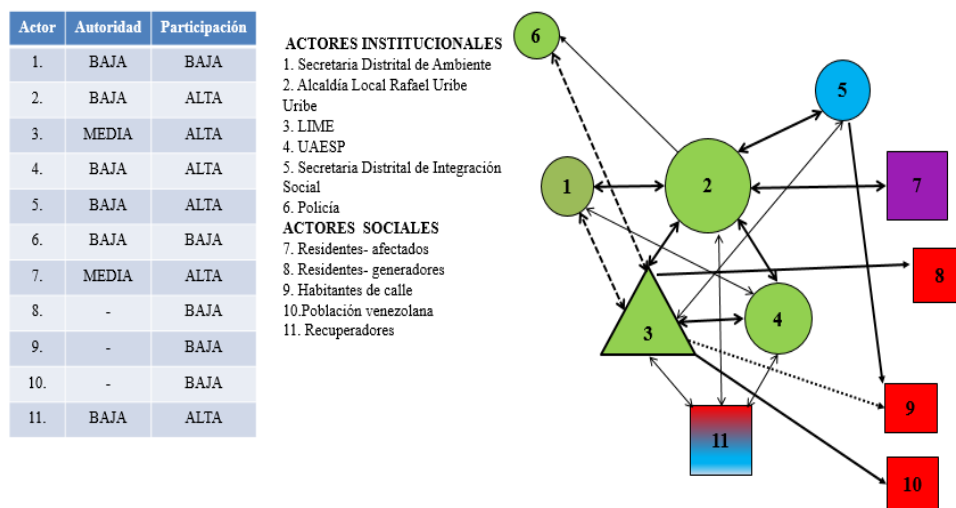 Actor Autoridad Participación
1. BAJA BAJA
2. BAJA ALTA
3. MEDIA ALTA
4. BAJA ALTA
5. BAJA ALTA
6. BAJA BAJA
7. MEDIA ALTA
8. - BAJA
9. - BAJA
10. - BAJA
11. BAJA ALTA
ACTORES INSTITUCIONALES
1. Secretaria Distrital de Ambiente
2. Alcaldía Local Rafael Uribe
Uribe
3. LIME
4. UAESP
5. Secretaria Distrital de Integración
Social
6. Policía
ACTORES SOCIALES
7. Residentes- afectados
8. Residentes- generadores
9. Habitantes de calle
10.Población venezolana
11. Recuperadores
6
5
1
2
7
8
3
4
9
11
10